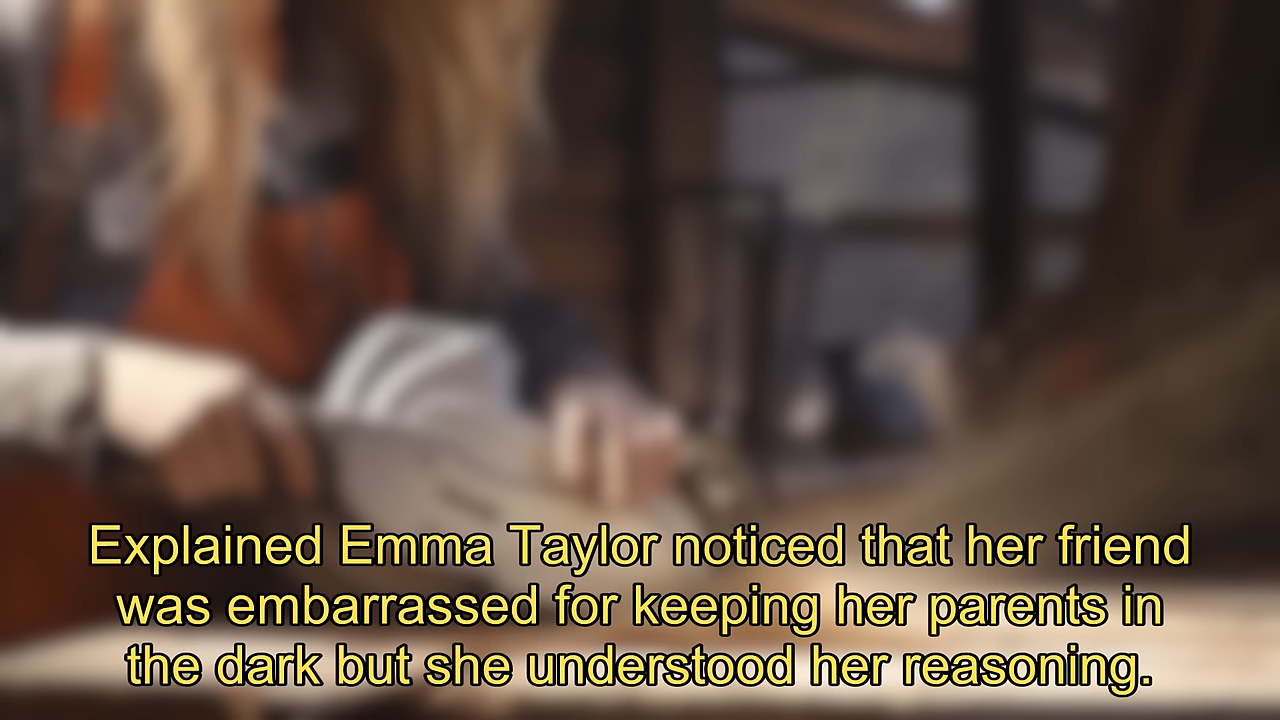 Explained Emma Taylor noticed that her friend
was embarrassed for keeping her parents in
the dark but she understood her reasoning.